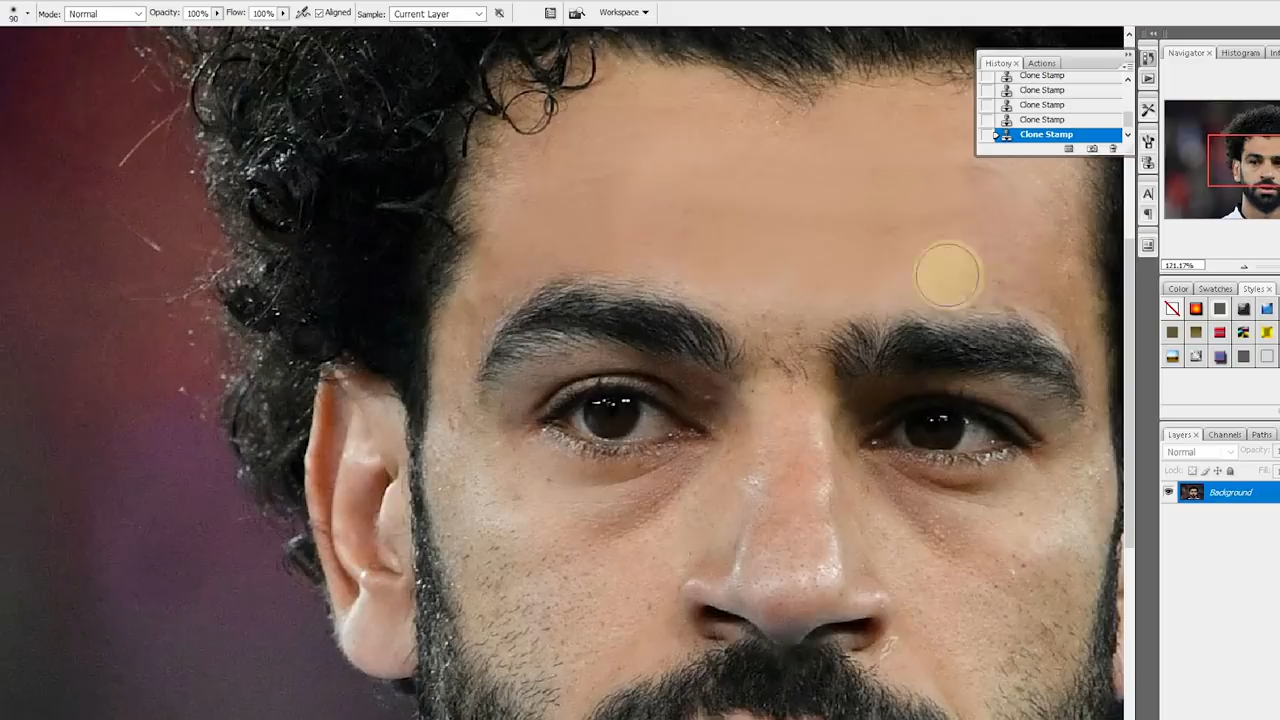 90 Mode: Normal Opacity: 100% Flow: 100% Aligned Sample: Current Layer Workspace
History Actions
Clone Stamp
Clone Stamp
Clone Stamp
Clone Stamp
Clone Stamp
Navigator Histogram
121.17%
Color Swatches Styles
Layers Channels Paths
Normal Opacity:
Lock: Fill:
Background